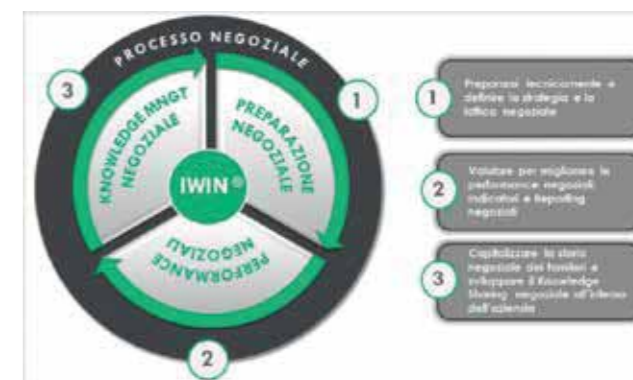 PROCESSO NEGOZIALE
1
PREPARAZIONE
NEGOZIALE
2
PERFORMANCE
NEGOZIALI
3
KNOWLEDGE MNGT
NEGOZIALE
IWIN ®
1
Prepararsi tecnicamente e
definire la strategia e la
tattica negoziale
2
Valutare per migliorare le
performance negoziali:
indicatori e Reporting
negoziali
3
Capitalizzare la storia
negoziale dei fornitori e
sviluppare il Knowledge
Sharing negoziale all'interno
dell'azienda